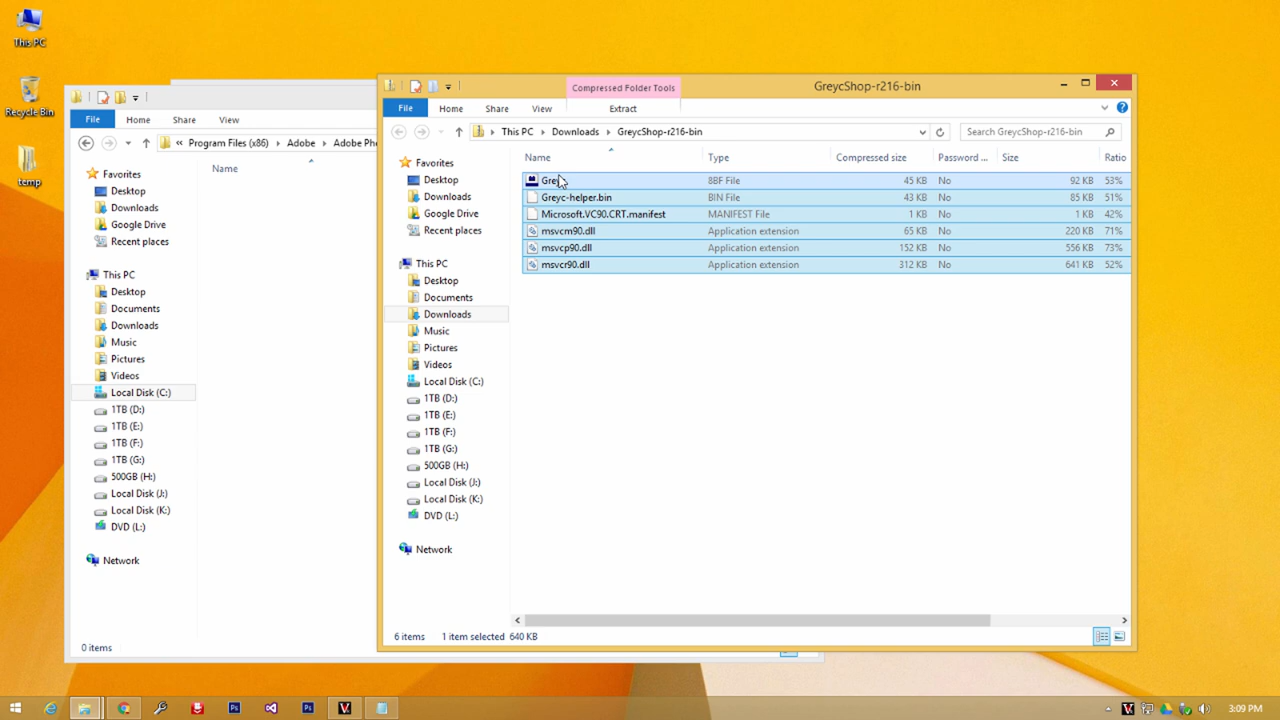 This PC
Recycle Bin
temp
File
Home
Share
View
« Program Files (x86) › Adobe › Adobe Pho
Name
Favorites
Desktop
Downloads
Google Drive
Recent places
This PC
Desktop
Documents
Downloads
Music
Pictures
Videos
Local Disk (C:)
1TB (D:)
1TB (E:)
1TB (F:)
1TB (G:)
500GB (H:)
Local Disk (J:)
Local Disk (K:)
DVD (L:)
Network
0 items
Compressed Folder Tools
GreycShop-r216-bin
File
Home
Share
View
Extract
This PC › Downloads › GreycShop-r216-bin
Search GreycShop-r216-bin
Favorites
Desktop
Downloads
Google Drive
Recent places
This PC
Desktop
Documents
Downloads
Music
Pictures
Videos
Local Disk (C:)
1TB (D:)
1TB (E:)
1TB (F:)
1TB (G:)
500GB (H:)
Local Disk (J:)
Local Disk (K:)
DVD (L:)
Network
Name Type Compressed size Password ... Size Ratio
8BF File 45 KB No 92 KB 53%
Greyc-helper.bin BIN File 43 KB No 85 KB 51%
Microsoft.VC90.CRT.manifest MANIFEST File 1 KB No 1 KB 42%
msvcm90.dll Application extension 65 KB No 220 KB 71%
msvcp90.dll Application extension 152 KB No 556 KB 73%
msvcr90.dll Application extension 312 KB No 641 KB 52%
6 items 1 item selected 640 KB
3:09 PM